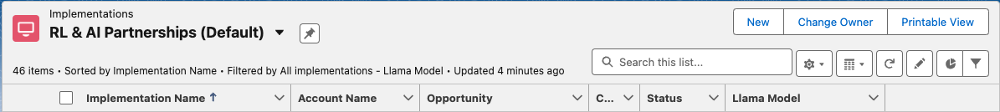 Implementations
RL & AI Partnerships (Default)
New Change Owner Printable View
46 items • Sorted by Implementation Name • Filtered by All implementations - Llama Model • Updated 4 minutes ago
Search this list...
Implementation Name ↑ Account Name Opportunity C... Status Llama Model